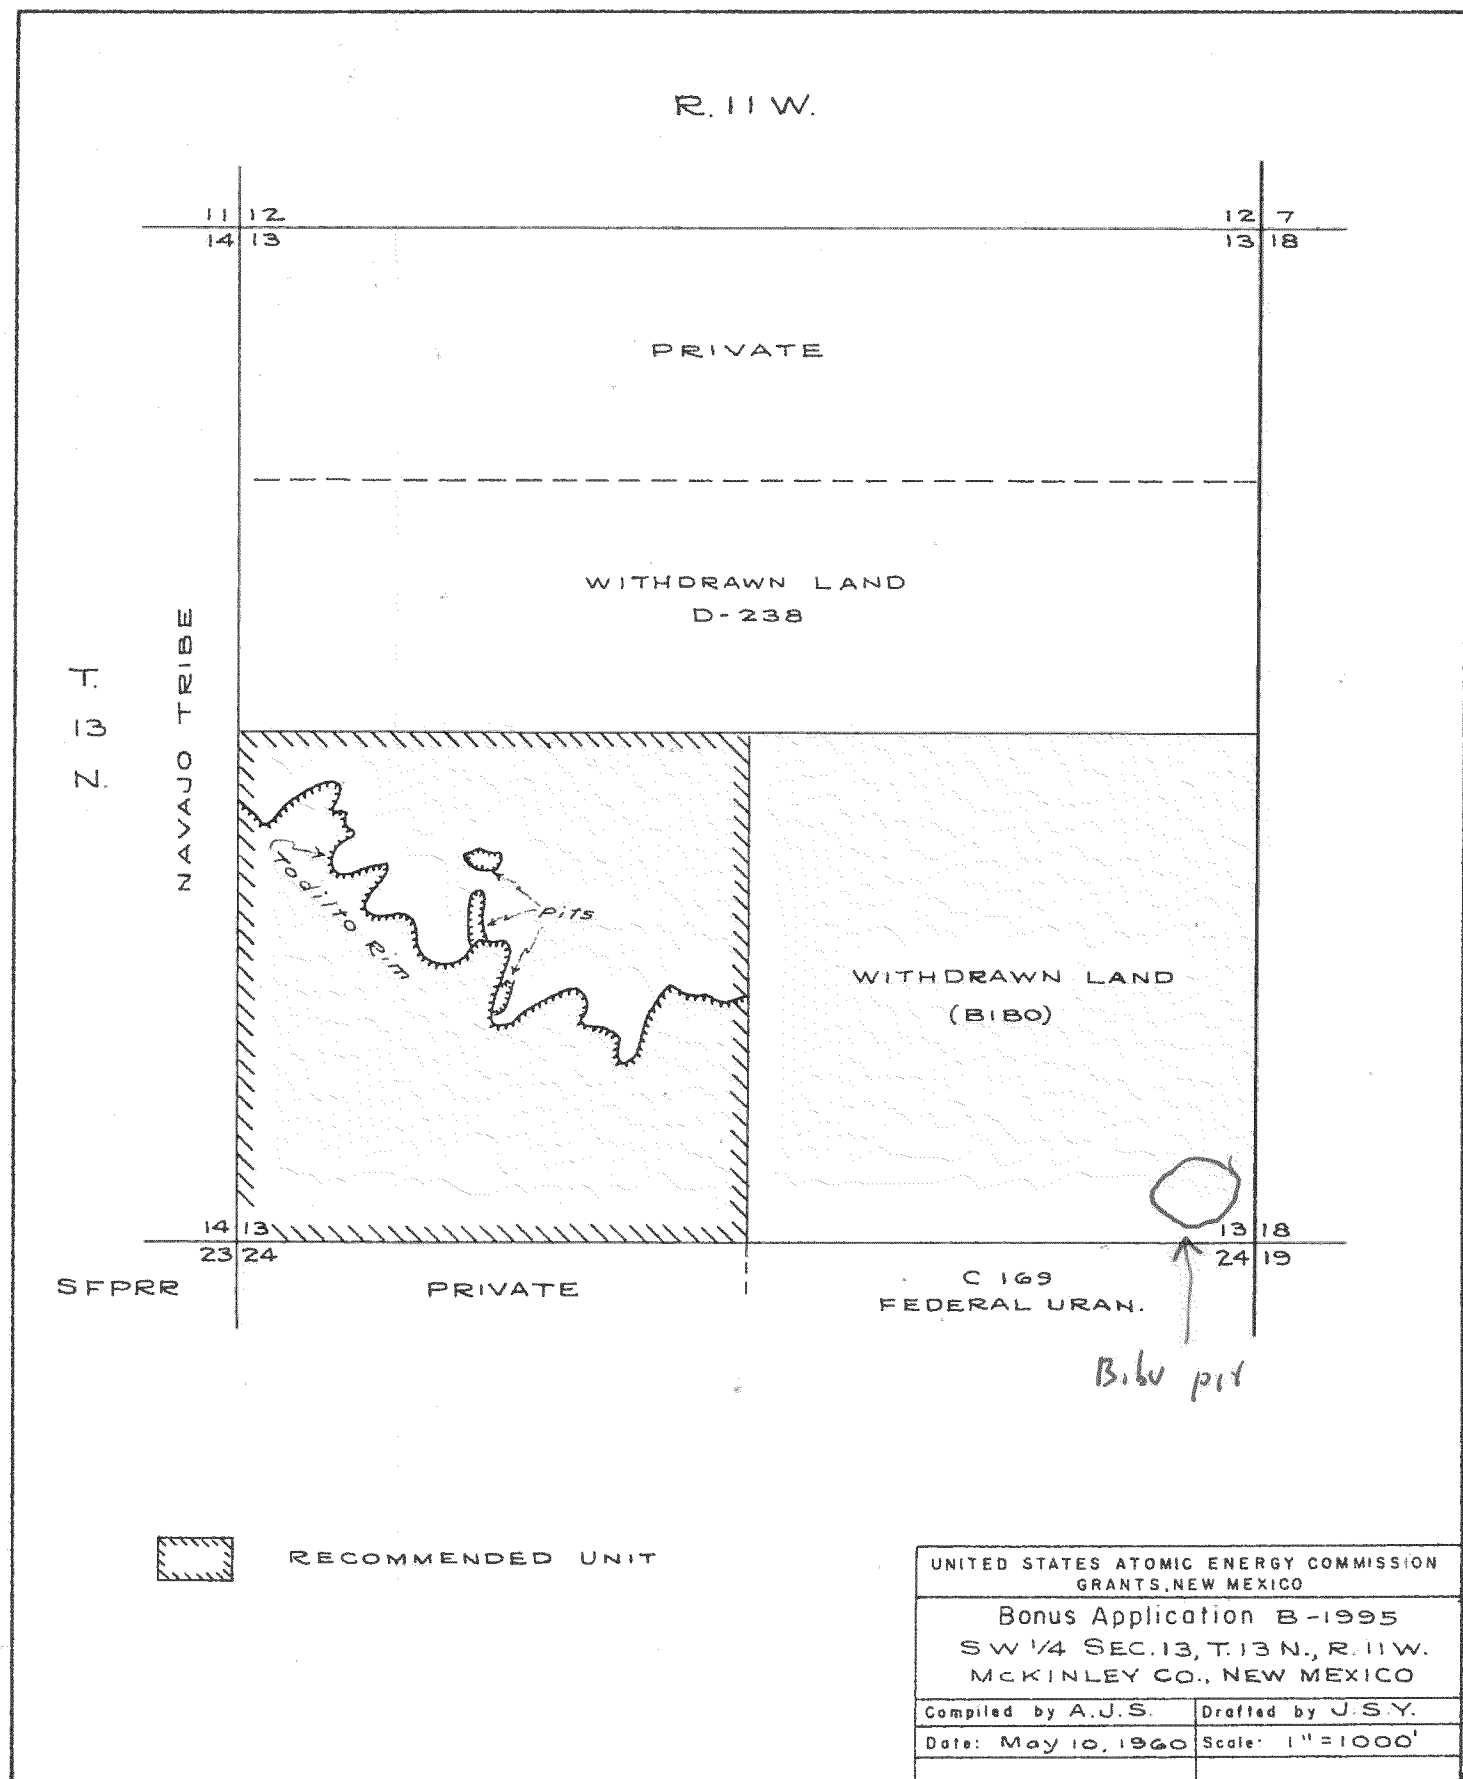 R. 11 W.
11 12
14 13
12 7
13 18
PRIVATE
WITHDRAWN LAND
D-238
T.
13
N.
NAVAJO TRIBE
Todilto Rim
Pits
WITHDRAWN LAND
(BIBO)
14 13
23 24
13 18
24 19
SFPRR
PRIVATE
C 169
FEDERAL URAN.
Bibo pit
RECOMMENDED UNIT
UNITED STATES ATOMIC ENERGY COMMISSION
GRANTS, NEW MEXICO
Bonus Application B-1995
SW 1/4 SEC. 13, T. 13 N., R. 11 W.
McKINLEY CO., NEW MEXICO
Compiled by A.J.S.
Drafted by J.S.Y.
Date: May 10, 1960
Scale: 1" = 1000'